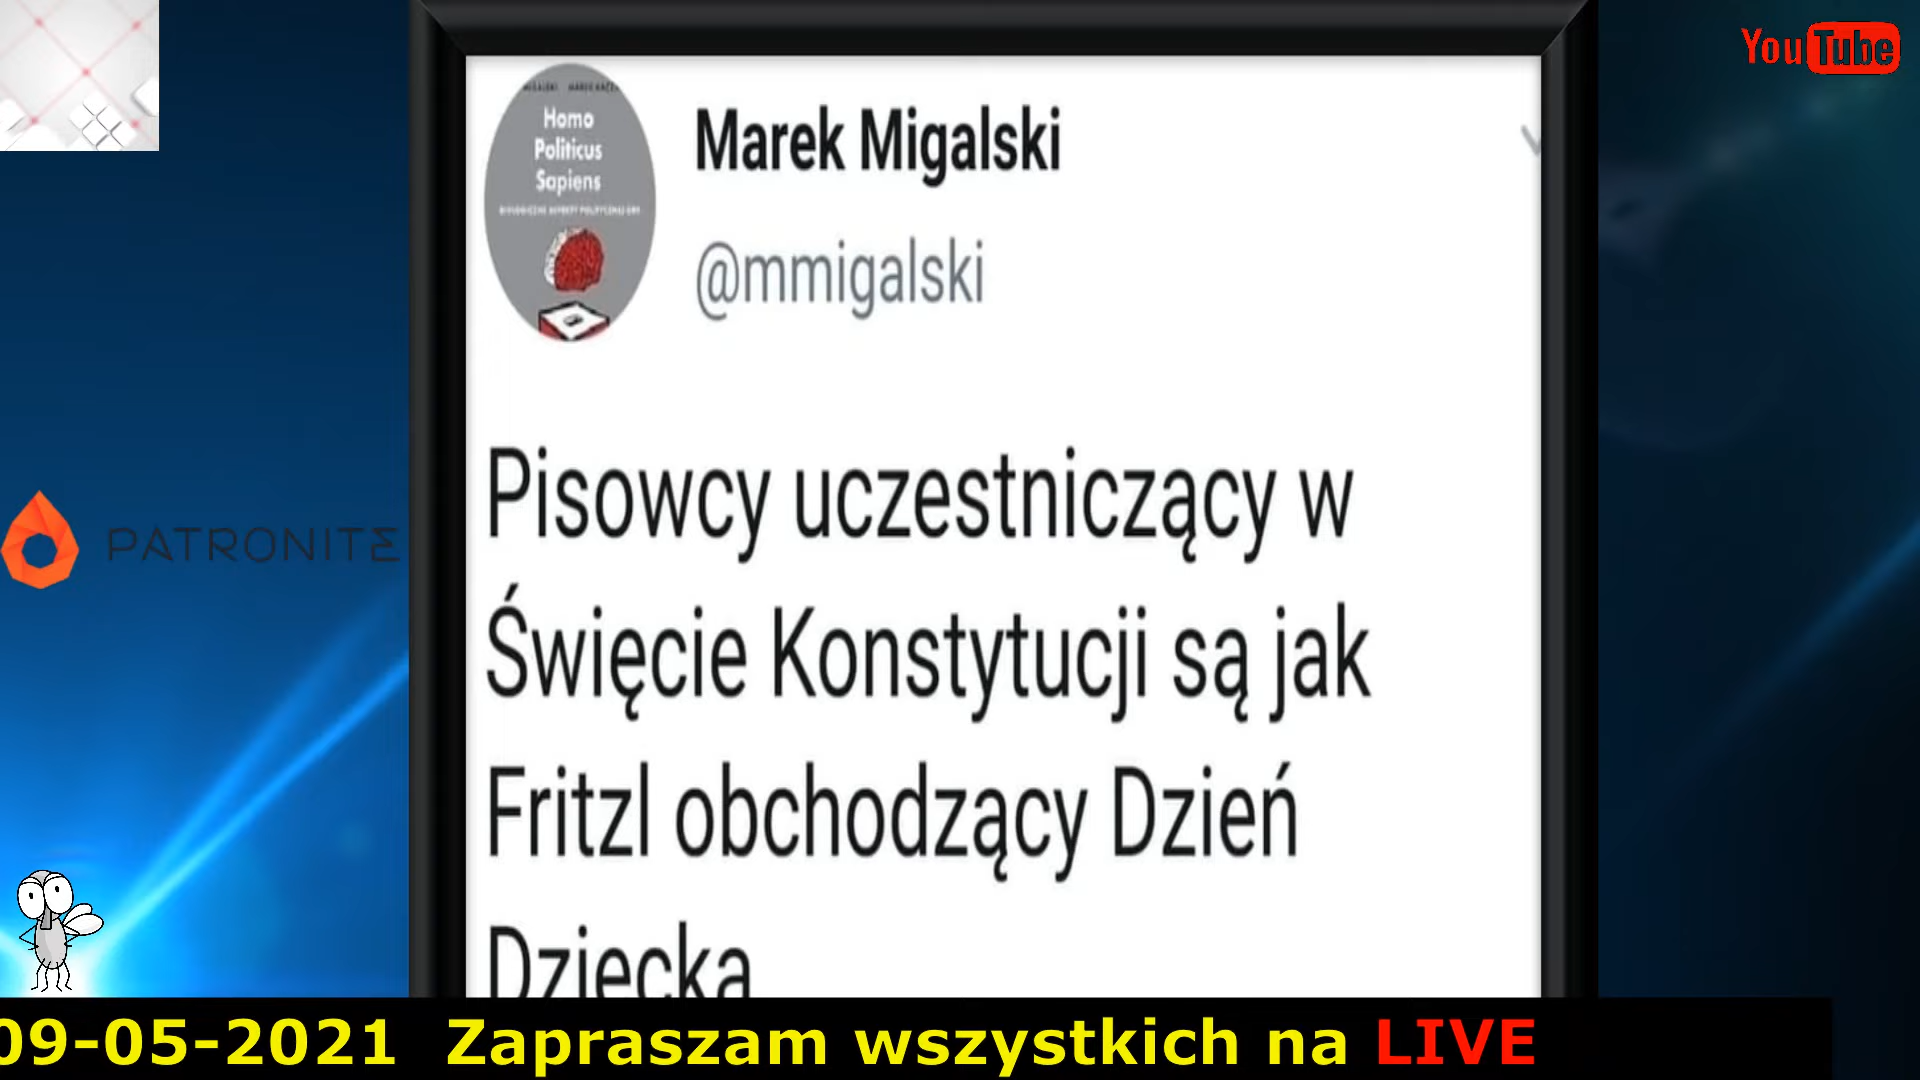 YouTube
Homo
Politicus
Sapiens
Marek Migalski
@mmigalski
Pisowcy uczestniczący w
Święcie Konstytucji są jak
Fritzl obchodzący Dzień
Dziecka
PATRONITE
09-05-2021 Zapraszam wszystkich na LIVE